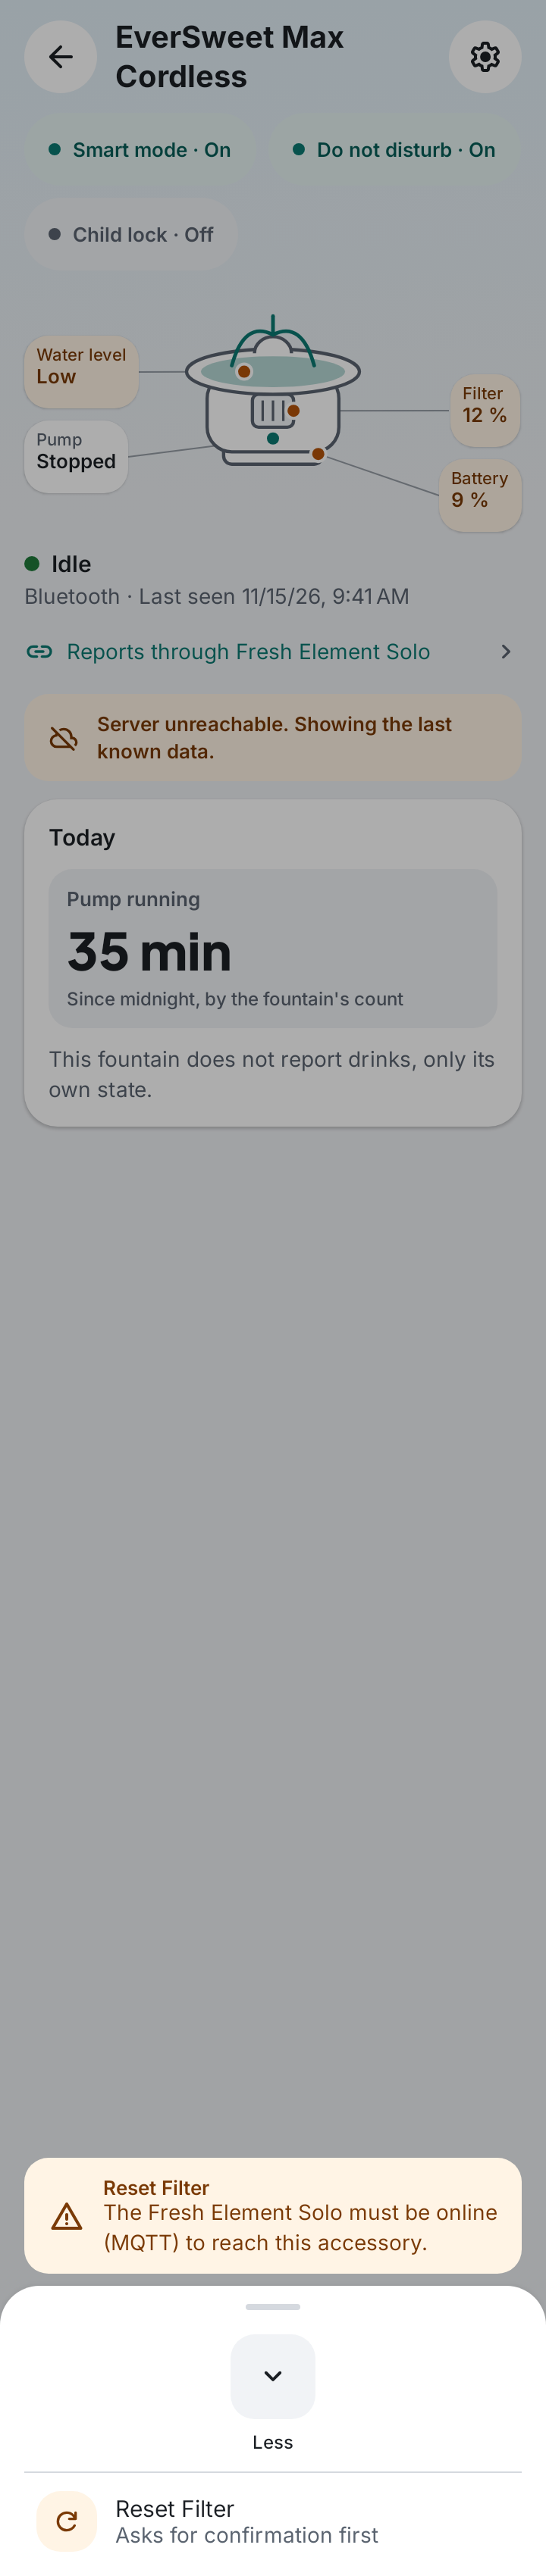 EverSweet Max
Cordless
Smart mode · On
Do not disturb · On
Child lock · Off
Water level
Low
Filter
12 %
Pump
Stopped
Battery
9 %
Idle
Bluetooth · Last seen 11/15/26, 9:41 AM
Reports through Fresh Element Solo
Server unreachable. Showing the last
known data.
Today
Pump running
35 min
Since midnight, by the fountain's count
This fountain does not report drinks, only its
own state.
Reset Filter
The Fresh Element Solo must be online
(MQTT) to reach this accessory.
Less
Reset Filter
Asks for confirmation first